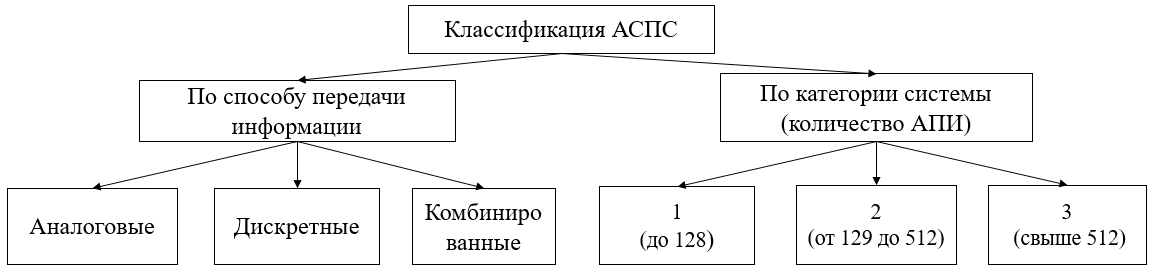 Классификация АСПС
По способу передачи
информации
По категории системы
(количество АПИ)
Аналоговые
Дискретные
Комбиниро
ванные
1
(до 128)
2
(от 129 до 512)
3
(свыше 512)